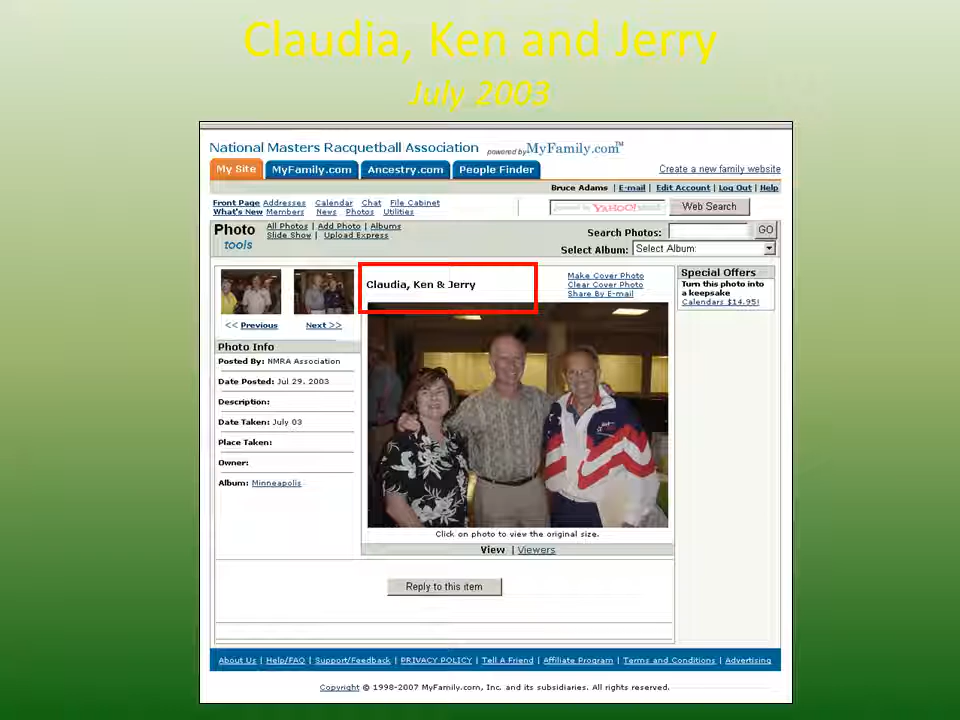 Claudia, Ken and Jerry
July 2003
National Masters Racquetball Association powered by MyFamily.com™
My Site MyFamily.com Ancestry.com People Finder
Create a new family website
Bruce Adams | E-mail | Edit Account | Log Out | Help
Front Page Addresses Calendar Chat File Cabinet
What's New Members News Photos Utilities
powered by YAHOO! Web Search
Photo tools
All Photos | Add Photo | Albums
Slide Show | Upload Express
Search Photos: GO
Select Album: Select Album:
<< Previous Next >>
Claudia, Ken & Jerry
Make Cover Photo
Clear Cover Photo
Share By E-mail
Special Offers
Turn this photo into
a keepsake
Calendars $14.95!
Photo Info
Posted By: NMRA Association
Date Posted: Jul 29, 2003
Description:
Date Taken: July 03
Place Taken:
Owner:
Album: Minneapolis
Click on photo to view the original size.
View | Viewers
Reply to this item
About Us | Help/FAQ | Support/Feedback | PRIVACY POLICY | Tell A Friend | Affiliate Program | Terms and Conditions | Advertising
Copyright © 1998-2007 MyFamily.com, Inc. and its subsidiaries. All rights reserved.